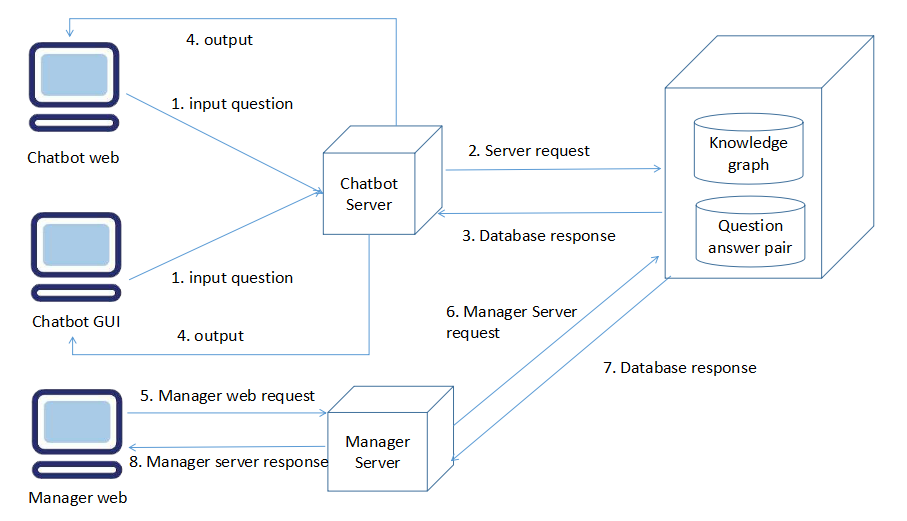 4. output
1. input question
Chatbot web
2. Server request
Knowledge
graph
Chatbot
Server
3. Database response
Question
answer pair
1. input question
Chatbot GUI
4. output
6. Manager Server
request
7. Database response
5. Manager web request
Manager
Server
8. Manager server response
Manager web